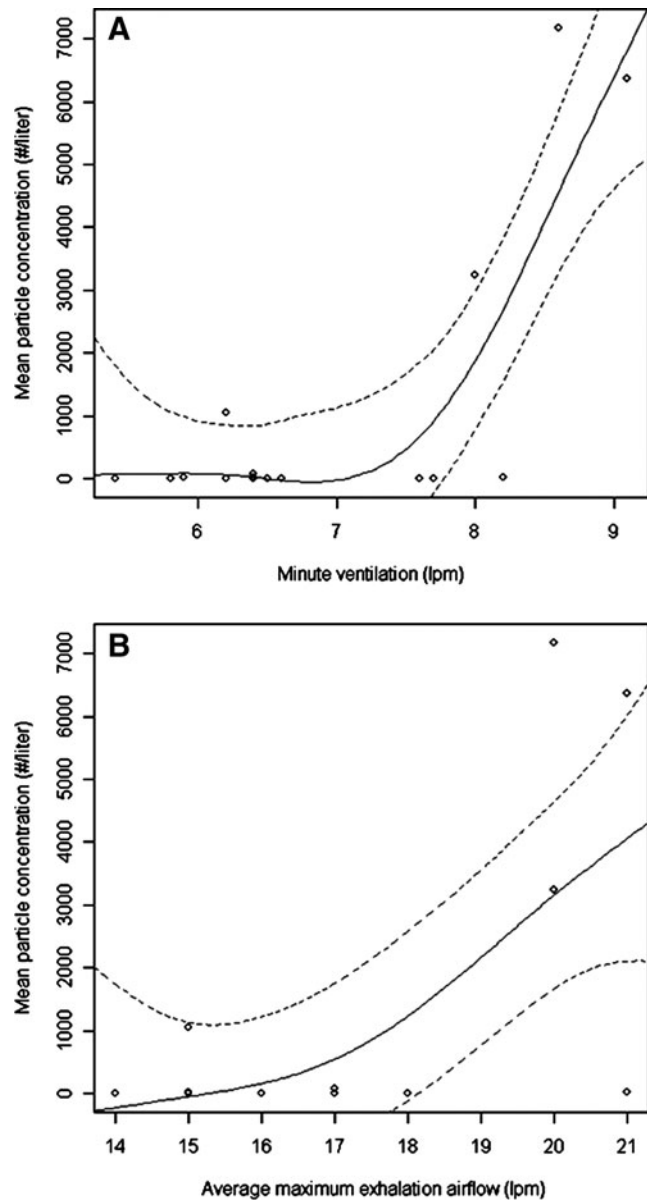 A
Mean particle concentration (#/liter)
7000
6000
5000
4000
3000
2000
1000
0
6 7 8 9
Minute ventilation (lpm)
B
Mean particle concentration (#/liter)
7000
6000
5000
4000
3000
2000
1000
0
14 15 16 17 18 19 20 21
Average maximum exhalation airflow (lpm)